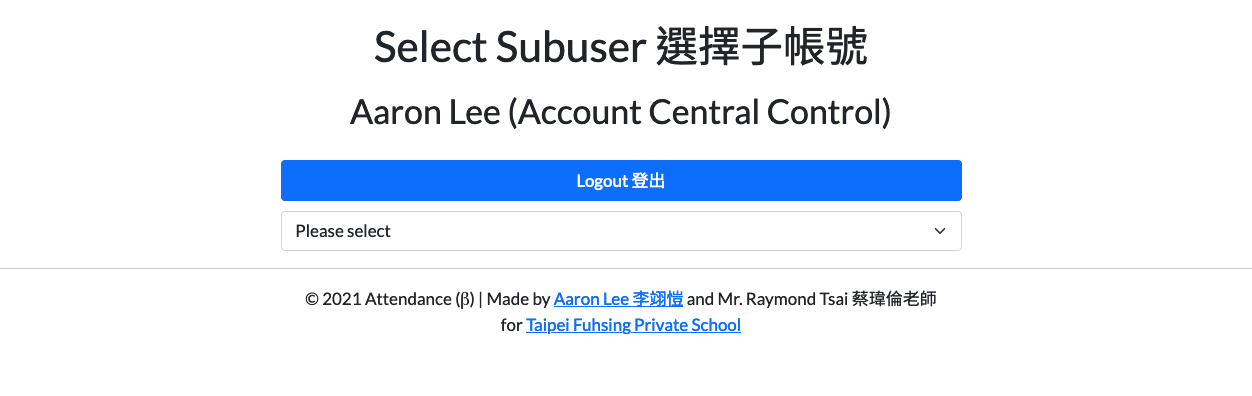 Select Subuser 選擇子帳號
Aaron Lee (Account Central Control)
Logout 登出
Please select
© 2021 Attendance (β) | Made by Aaron Lee 李翊愷 and Mr. Raymond Tsai 蔡瑋倫老師
for Taipei Fuhsing Private School